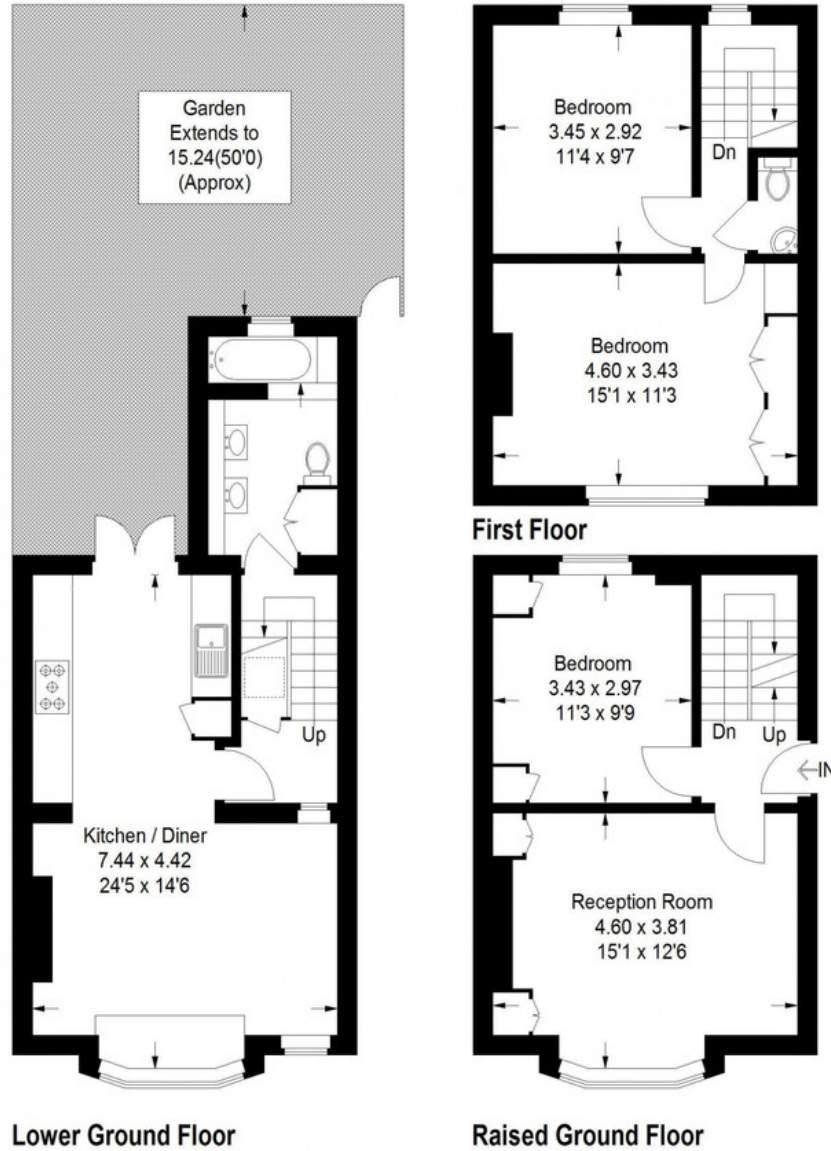 Garden
Extends to
15.24(50'0)
(Approx)
Up
Kitchen / Diner
7.44 x 4.42
24'5 x 14'6
Lower Ground Floor
Bedroom
3.45 x 2.92
11'4 x 9'7
Dn
Bedroom
4.60 x 3.43
15'1 x 11'3
First Floor
Bedroom
3.43 x 2.97
11'3 x 9'9
Dn
Up
IN
Reception Room
4.60 x 3.81
15'1 x 12'6
Raised Ground Floor